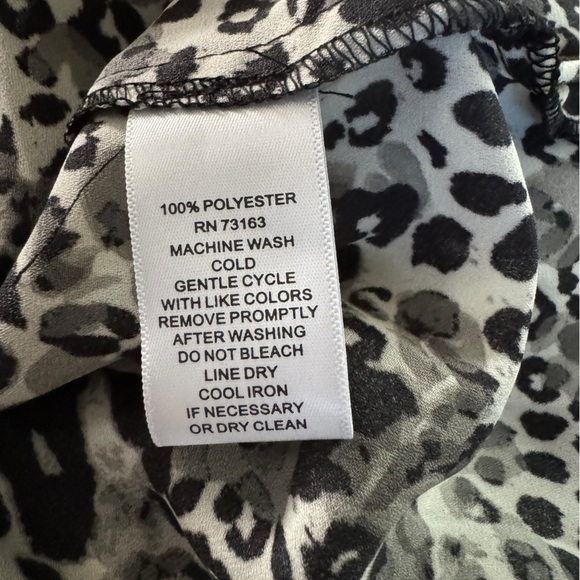 100% POLYESTER
RN 73163
MACHINE WASH
COLD
GENTLE CYCLE
WITH LIKE COLORS
REMOVE PROMPTLY
AFTER WASHING
DO NOT BLEACH
LINE DRY
COOL IRON
IF NECESSARY
OR DRY CLEAN